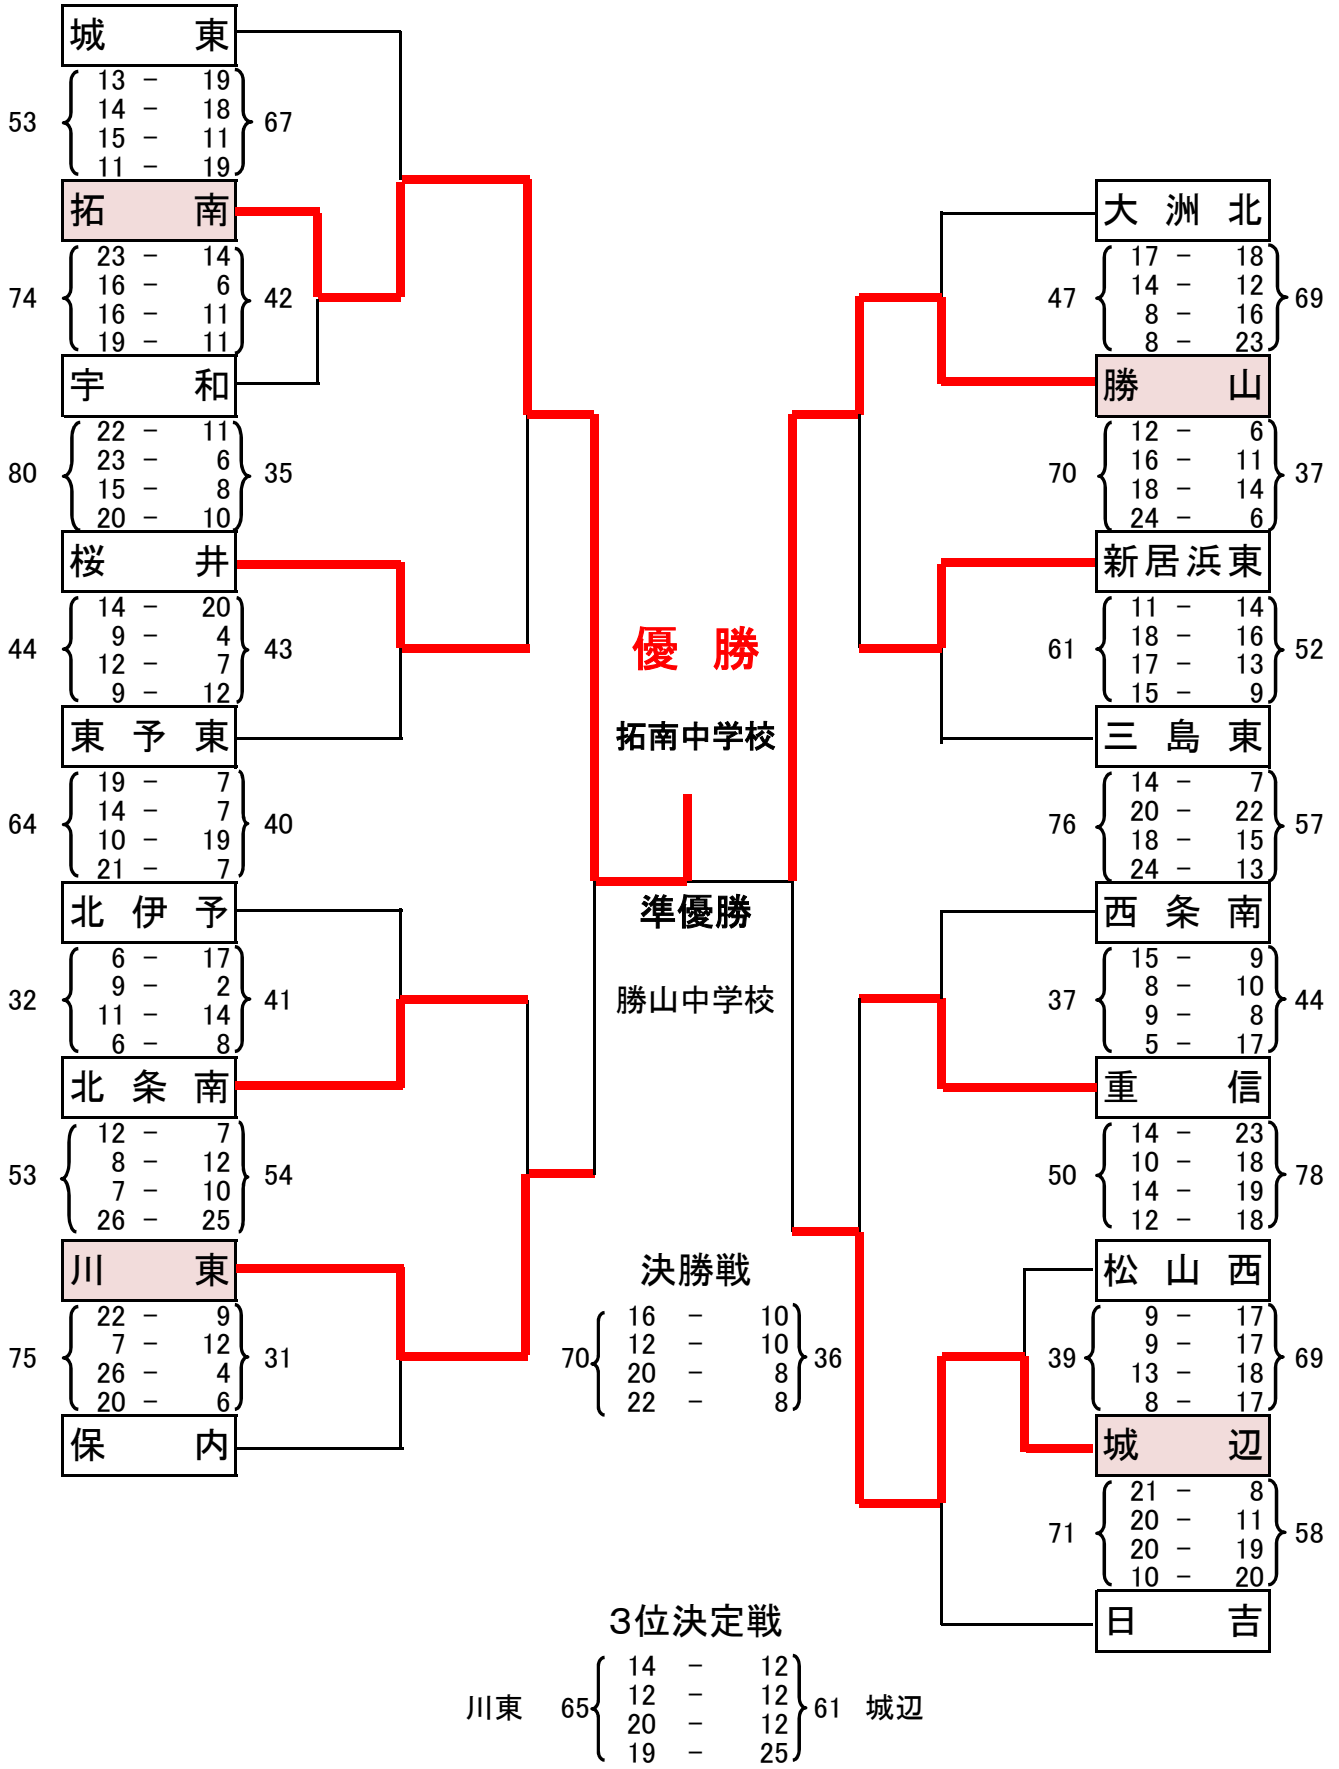 城東
13 - 19
14 - 18
53 67
15 - 11
11 - 19
拓南
23 - 14
16 - 6
74 42
16 - 11
19 - 11
宇和
22 - 11
23 - 6
80 35
15 - 8
20 - 10
桜井
14 - 20
9 - 4
44 43
12 - 7
9 - 12
東予東
19 - 7
14 - 7
64 40
10 - 19
21 - 7
北伊予
6 - 17
9 - 2
32 41
11 - 14
6 - 8
北条南
12 - 7
8 - 12
53 54
7 - 10
26 - 25
川東
22 - 9
7 - 12
75 31
26 - 4
20 - 6
保内
優勝
拓南中学校
準優勝
勝山中学校
決勝戦
16 - 10
12 - 10
70 36
20 - 8
22 - 8
大洲北
17 - 18
14 - 12
47 69
8 - 16
8 - 23
勝山
12 - 6
16 - 11
70 37
18 - 14
24 - 6
新居浜東
11 - 14
18 - 16
61 52
17 - 13
15 - 9
三島東
14 - 7
20 - 22
76 57
18 - 15
24 - 13
西条南
15 - 9
8 - 10
37 44
9 - 8
5 - 17
重信
14 - 23
10 - 18
50 78
14 - 19
12 - 18
松山西
9 - 17
9 - 17
39 69
13 - 18
8 - 17
城辺
21 - 8
20 - 11
71 58
20 - 19
10 - 20
日吉
3位決定戦
14 - 12
12 - 12
川東 65 61 城辺
20 - 12
19 - 25